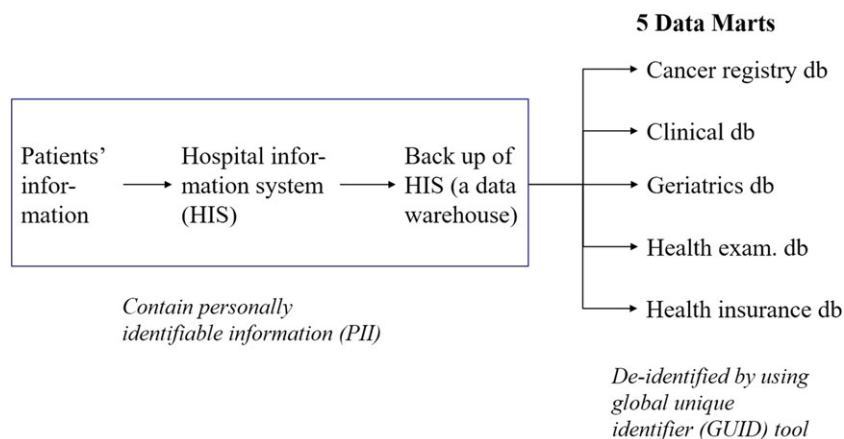 5 Data Marts
Cancer registry db
Clinical db
Geriatrics db
Health exam. db
Health insurance db
Patients'
infor-
mation
Hospital infor-
mation system
(HIS)
Back up of
HIS (a data
warehouse)
Contain personally
identifiable information (PII)
De-identified by using
global unique
identifier (GUID) tool